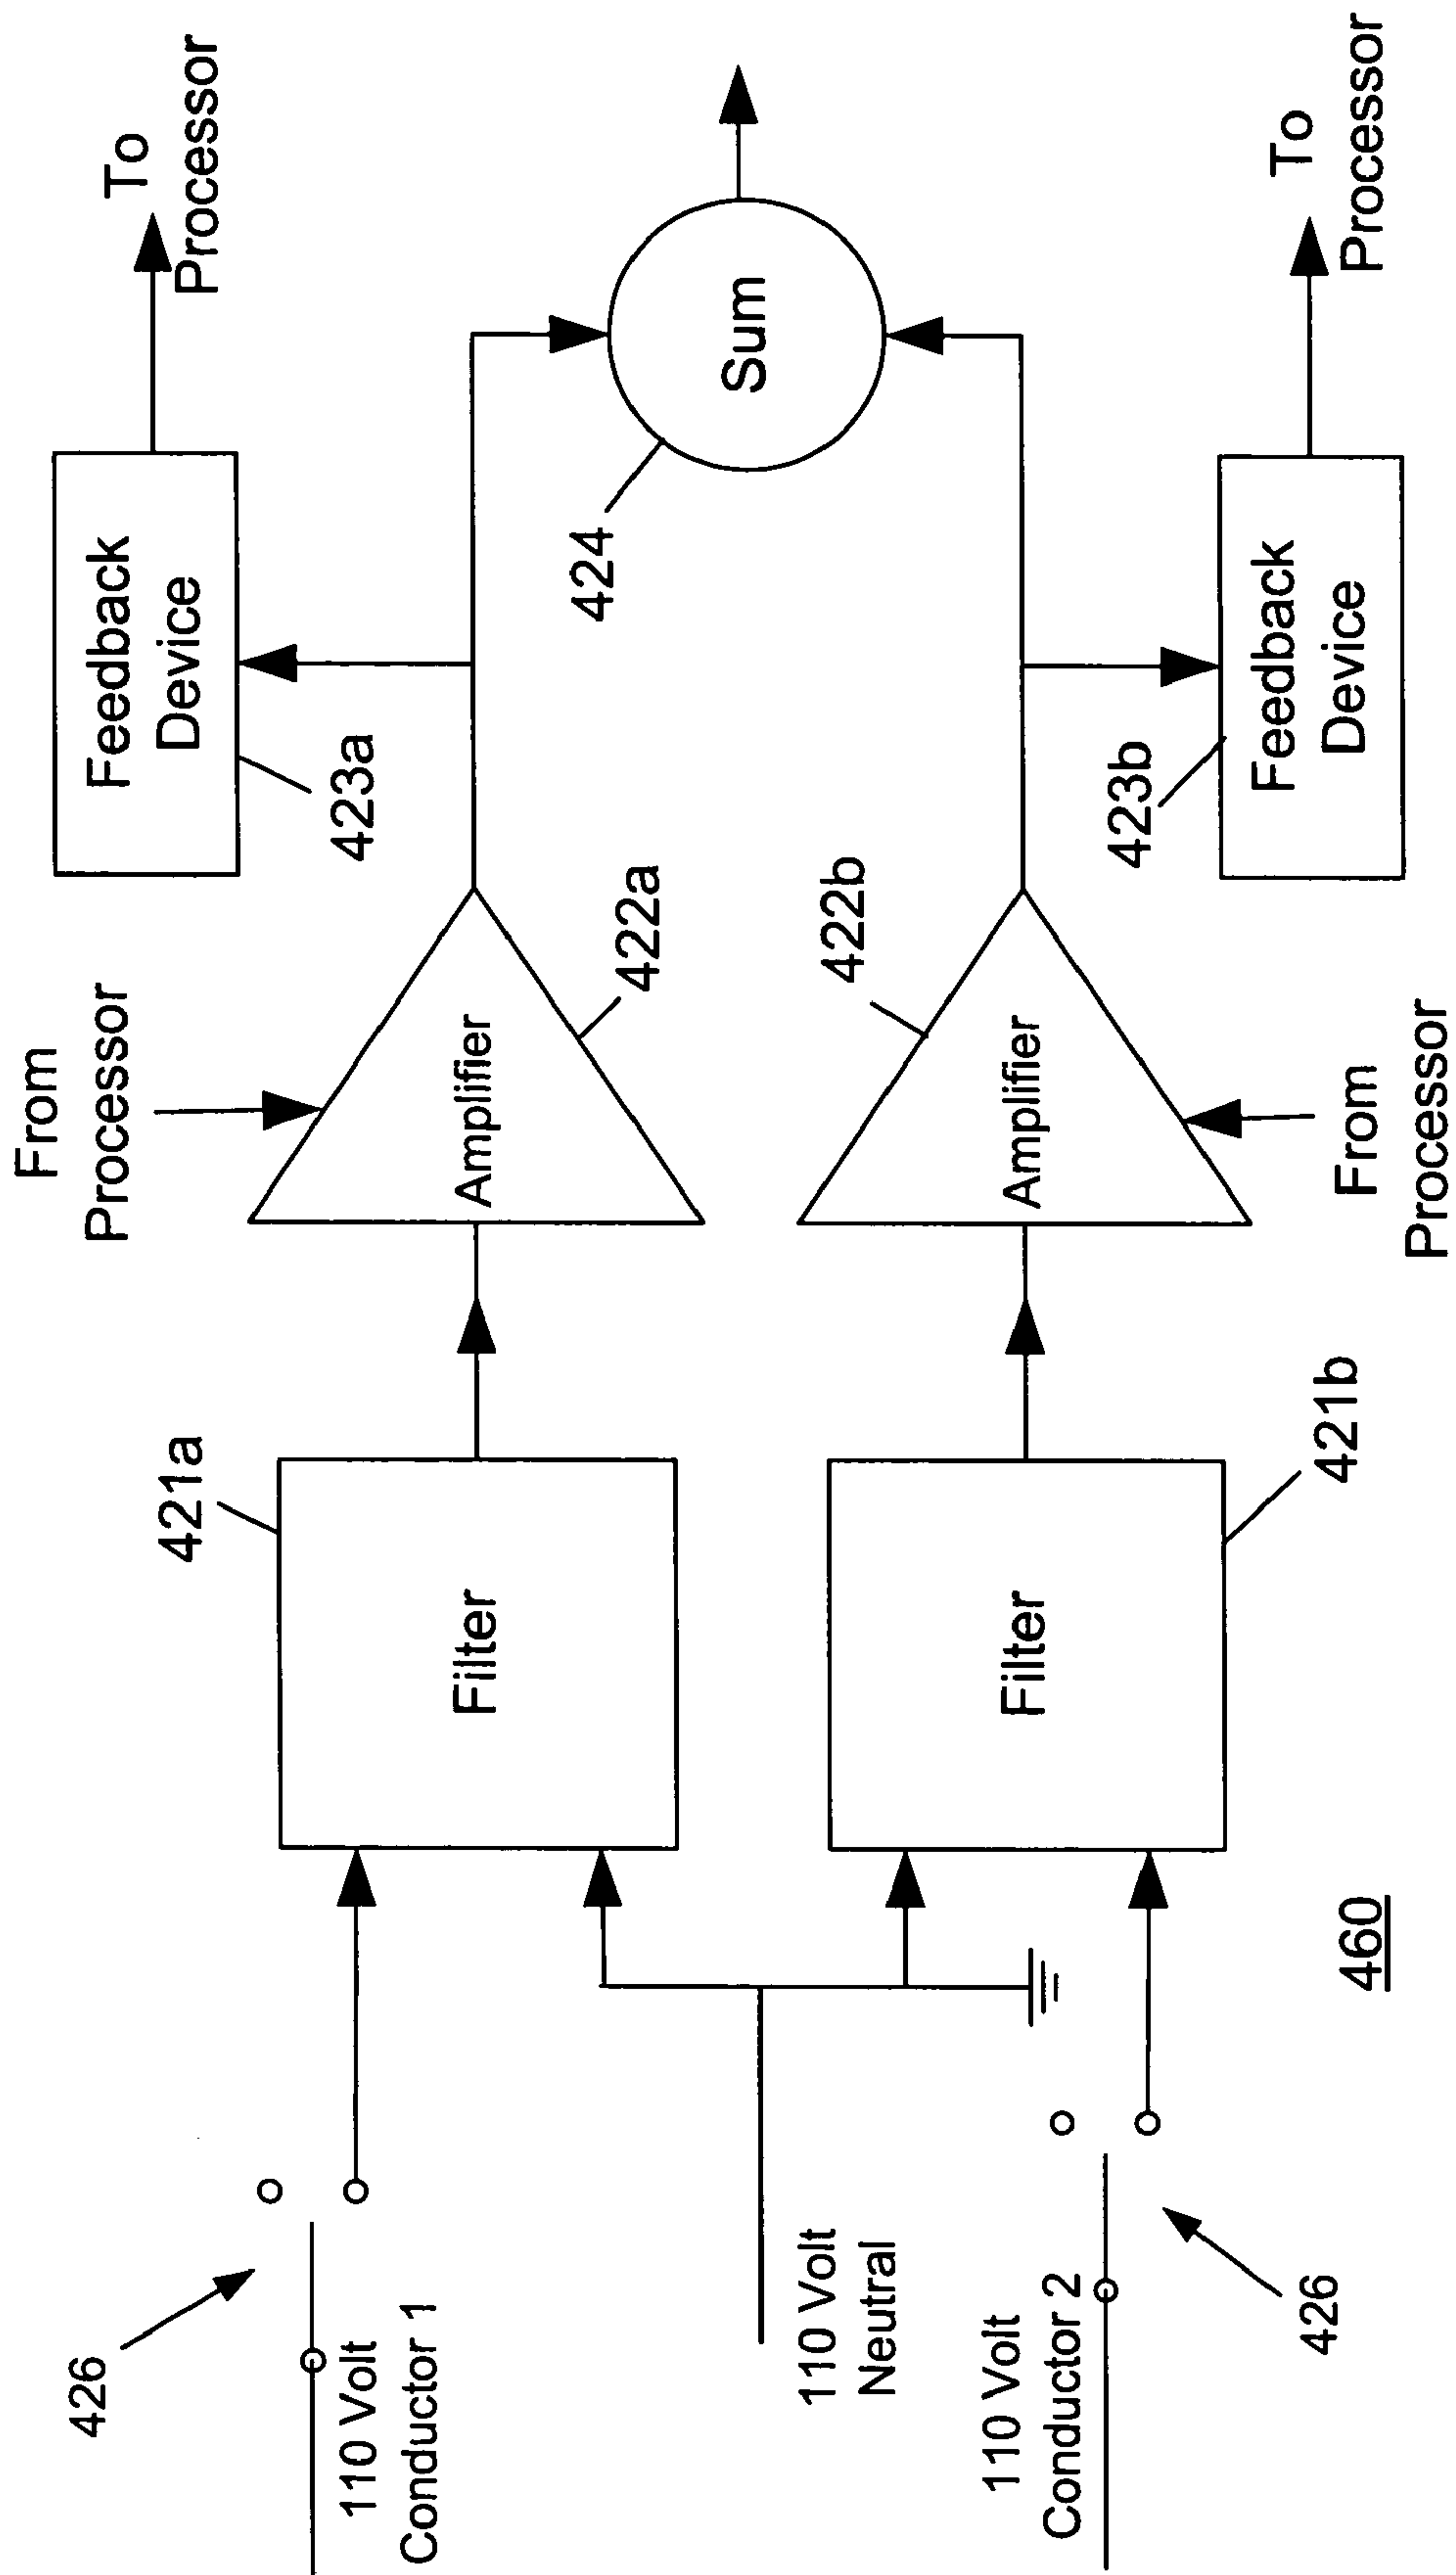 426
110 Volt
Conductor 1
421a
Filter
From
Processor
Amplifier
422a
Feedback
Device
423a
To
Processor
110 Volt
Neutral
424
Sum
110 Volt
Conductor 2
426
Filter
421b
422b
Amplifier
From
Processor
423b
Feedback
Device
To
Processor
460